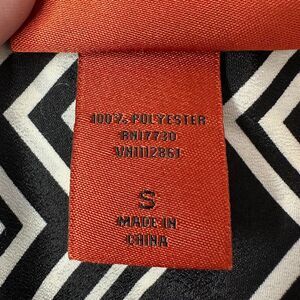 100% POLYESTER
RN17730
VN1112861
S
MADE IN
CHINA